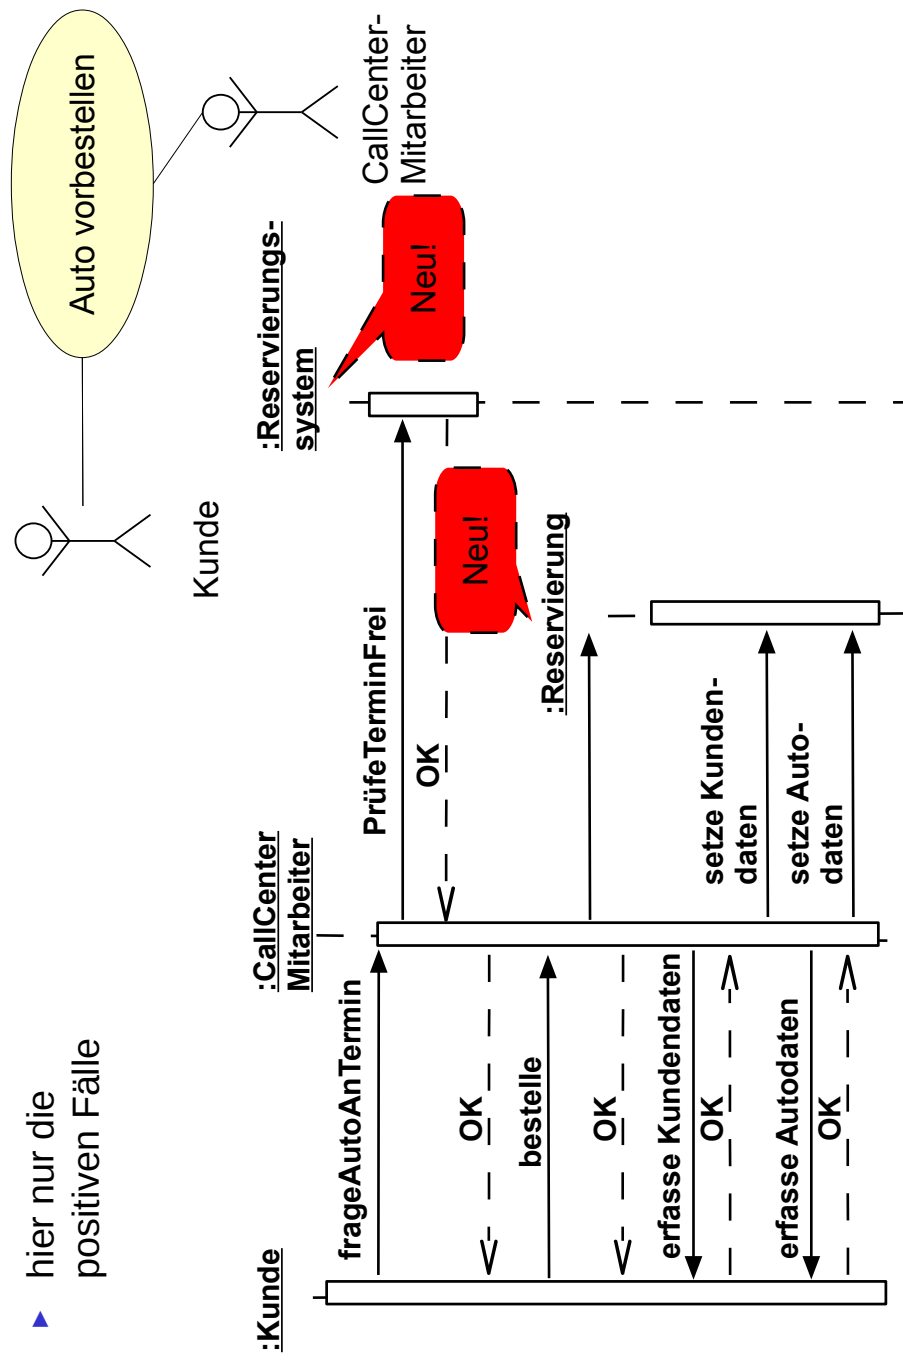 hier nur die
positiven Fälle
Kunde
Auto vorbestellen
CallCenter-
Mitarbeiter
:Kunde
:CallCenter
Mitarbeiter
:Reservierungs-
system
Neu!
frageAutoAnTermin
PrüfeTerminFrei
OK
OK
Neu!
bestelle
:Reservierung
OK
erfasse Kundendaten
OK
setze Kunden-
daten
erfasse Autodaten
OK
setze Auto-
daten